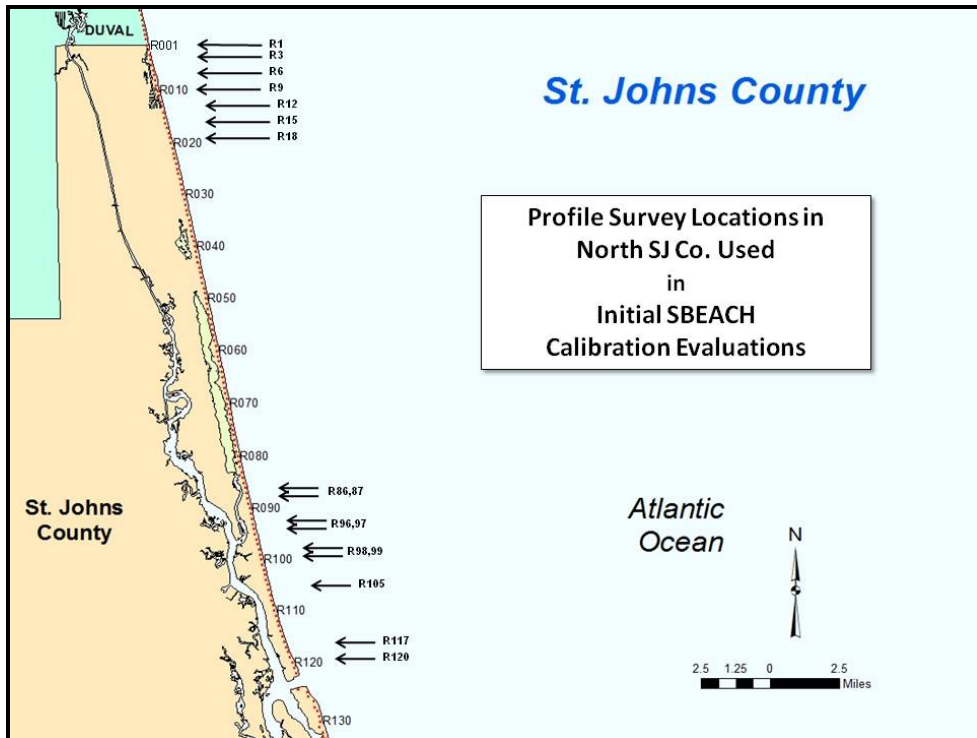 DUVAL
St. Johns County
Profile Survey Locations in
North SJ Co. Used
in
Initial SBEACH
Calibration Evaluations
R001
R010
R020
R030
R040
R050
R060
R070
R080
R090
R100
R110
R120
R130
R1
R3
R6
R9
R12
R15
R18
R86,87
R96,97
R98,99
R105
R117
R120
St. Johns
County
Atlantic
Ocean
N
2.5 1.25 0 2.5
Miles